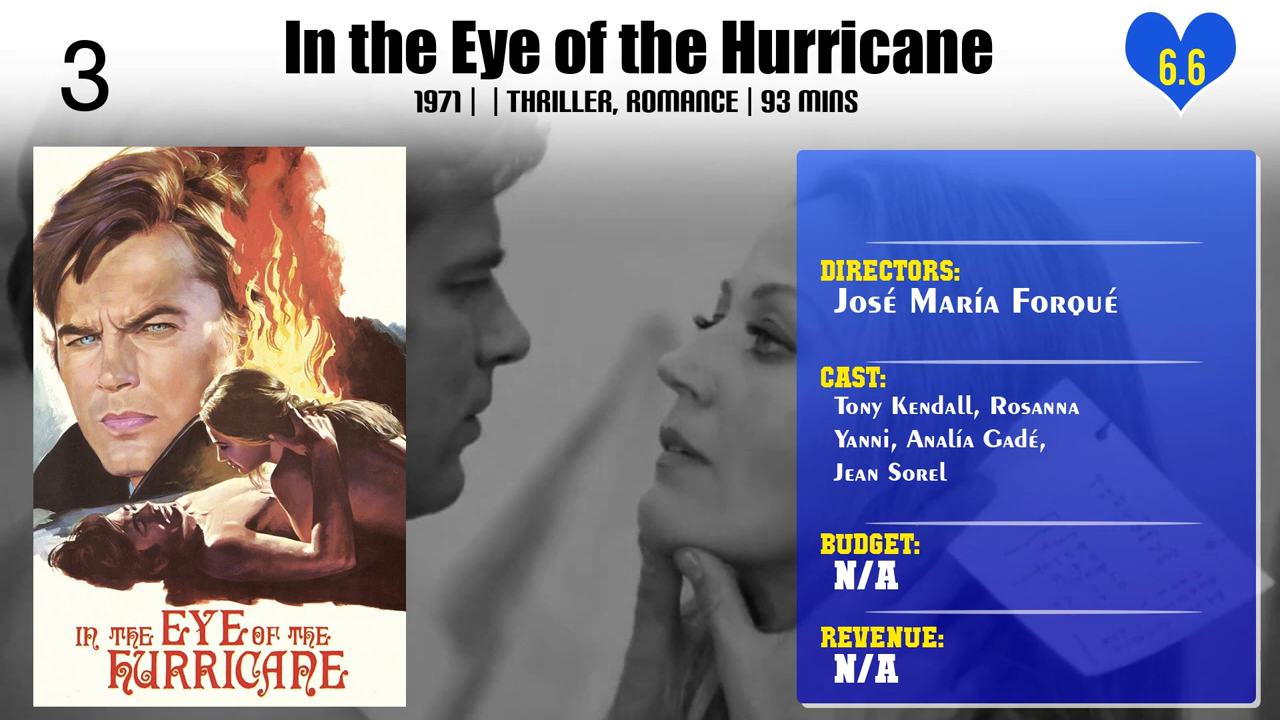 3
In the Eye of the Hurricane
1971 | | THRILLER, ROMANCE | 93 MINS
6.6
IN THE EYE OF THE
HURRICANE
DIRECTORS:
José María Forqué
CAST:
Tony Kendall, Rosanna
Yanni, Analía Gadé,
Jean Sorel
BUDGET:
N/A
REVENUE:
N/A